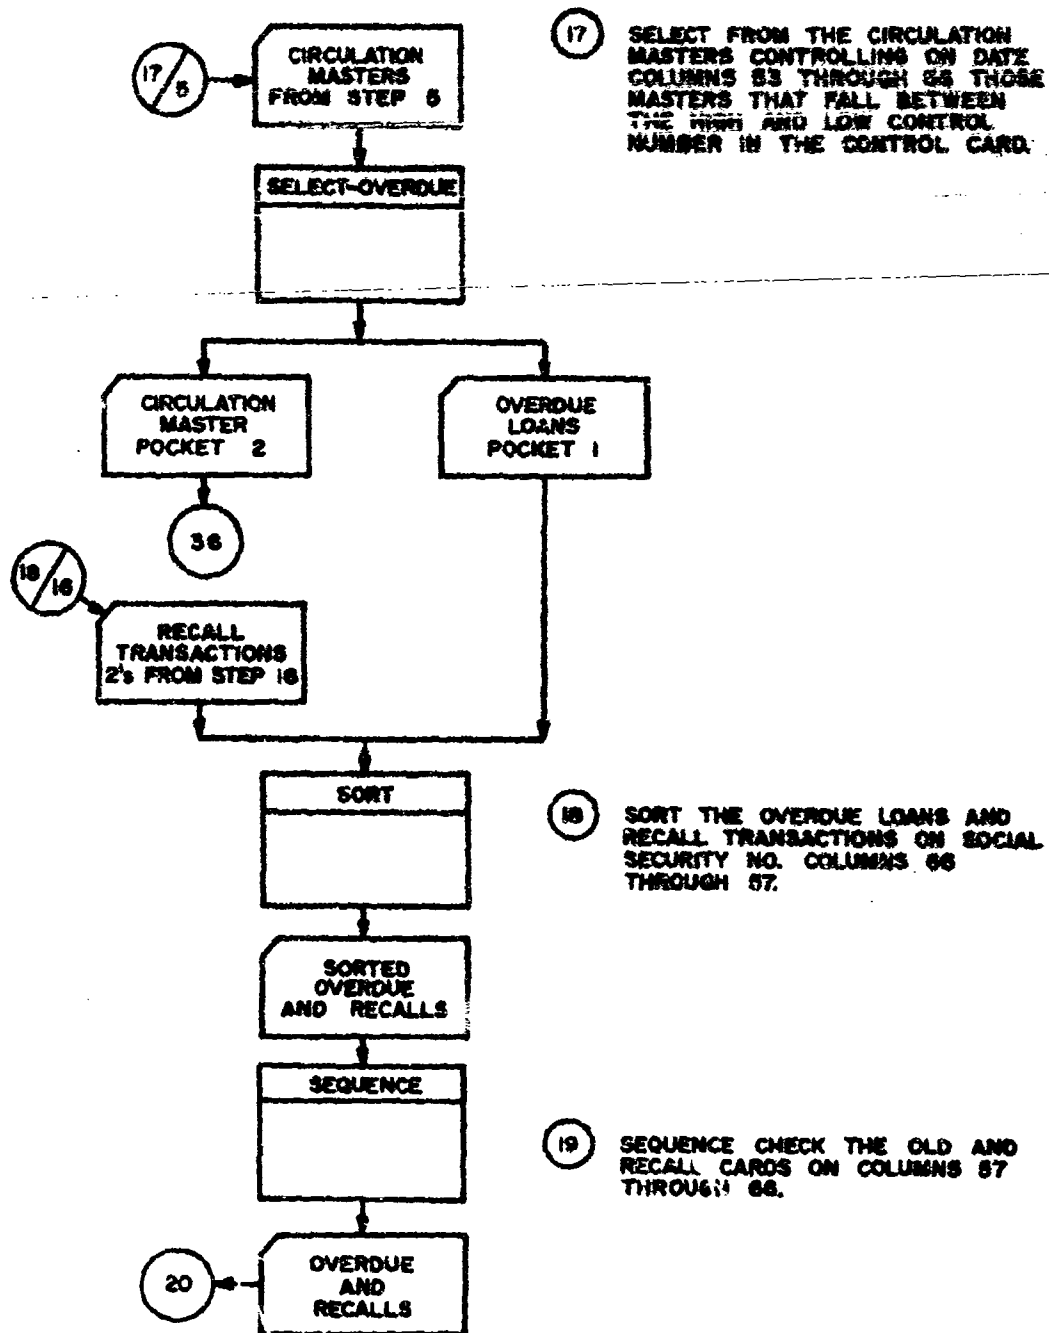 17/5
CIRCULATION
MASTERS
FROM STEP 5
17 SELECT FROM THE CIRCULATION
MASTERS CONTROLLING ON DATE
COLUMNS 53 THROUGH THOSE
MASTERS THAT FALL BETWEEN
THE HIGH AND LOW CONTROL
NUMBER IN THE CONTROL CARD.
SELECT-OVERDUE
CIRCULATION
MASTER
POCKET 2
OVERDUE
LOANS
POCKET 1
36
18/16
RECALL
TRANSACTIONS
2's FROM STEP 16
SORT
18 SORT THE OVERDUE LOANS AND
RECALL TRANSACTIONS ON SOCIAL
SECURITY NO. COLUMNS 66
THROUGH 57.
SORTED
OVERDUE
AND RECALLS
SEQUENCE
19 SEQUENCE CHECK THE OLD AND
RECALL CARDS ON COLUMNS 57
THROUGH 66.
20
OVERDUE
AND
RECALLS